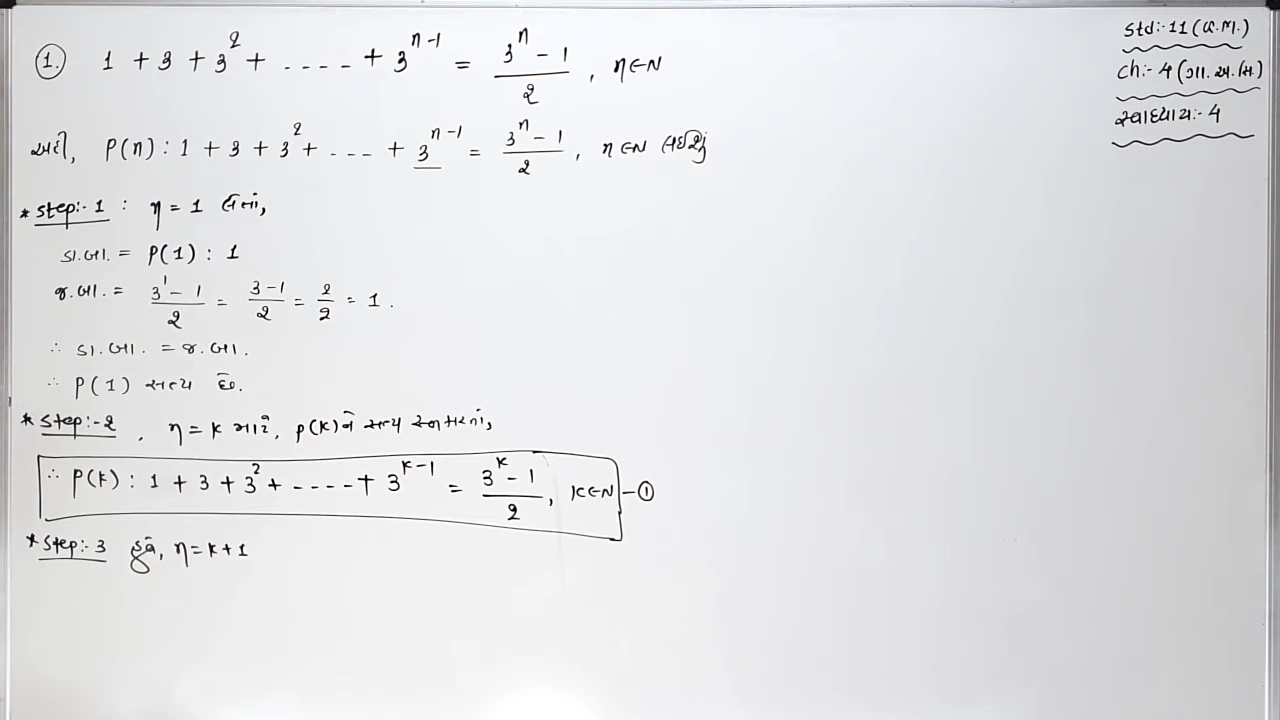 1. 1 + 3 + 3² + ----- + 3ⁿ⁻¹ = (3ⁿ - 1)/2 , n∈N
અહીં, P(n) : 1 + 3 + 3² + --- + 3ⁿ⁻¹ = (3ⁿ - 1)/2 , n∈N લઈશું
* Step:- 1 : n = 1 લેતાં,
ડા.બા. = P(1) : 1
જ.બા. = (3¹ - 1)/2 = (3-1)/2 = 2/2 = 1 .
∴ ડા.બા. = જ.બા.
∴ P(1) સત્ય છે.
* Step:-2 , n = k માટે, P(k)ને સત્ય સ્વીકારતાં,
∴ P(k) : 1 + 3 + 3² + ----+ 3ᵏ⁻¹ = (3ᵏ - 1)/2 , k∈N —①
* Step:- 3 હવે, n = k + 1
Std:- 11 (ગુ.મા.)
Ch:- 4 (ગા.અ.સિ.)
સ્વાધ્યાય:- 4